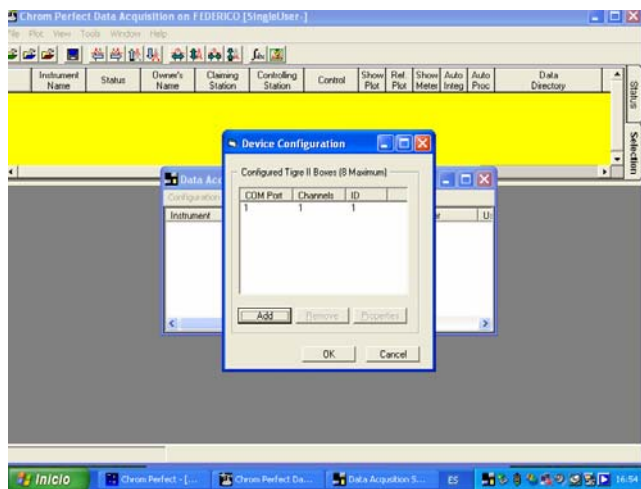 Chrom Perfect Data Acquisition on FEDERICO [SingleUser-]
File Plot View Tools Window Help
Instrument Name Status Owner's Name Claiming Station Controlling Station Control Show Plot Ref. Plot Show Meter Auto Integ Auto Proc Data Directory
Status
Selection
Device Configuration
Data Acq
Configuration
Instrument
U:
Configured Tigre II Boxes (8 Maximum)
COM Port Channels ID
1 1 1
Add Remove Properties
OK Cancel
Inicio Chrom Perfect - [... Chrom Perfect Da... Data Acquisition S... ES 16:54